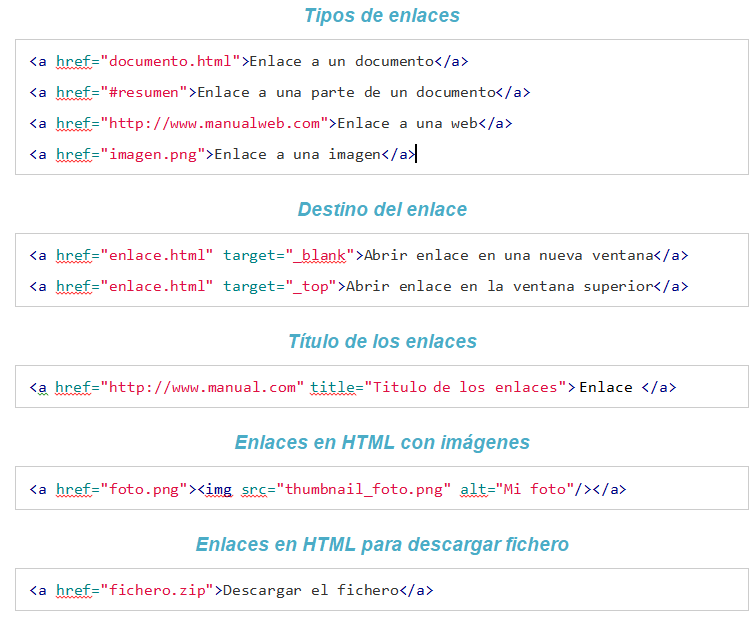 Tipos de enlaces
<a href="documento.html">Enlace a un documento</a>
<a href="#resumen">Enlace a una parte de un documento</a>
<a href="http://www.manualweb.com">Enlace a una web</a>
<a href="imagen.png">Enlace a una imagen</a>
Destino del enlace
<a href="enlace.html" target="_blank">Abrir enlace en una nueva ventana</a>
<a href="enlace.html" target="_top">Abrir enlace en la ventana superior</a>
Título de los enlaces
<a href="http://www.manual.com" title="Titulo de los enlaces">Enlace </a>
Enlaces en HTML con imágenes
<a href="foto.png"><img src="thumbnail_foto.png" alt="Mi foto"/></a>
Enlaces en HTML para descargar fichero
<a href="fichero.zip">Descargar el fichero</a>